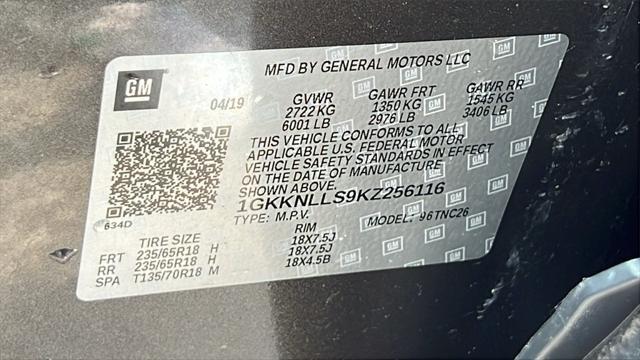 MFD BY GENERAL MOTORS LLC
GM
04/19
GVWR GAWR FRT GAWR RR
2722 KG 1350 KG 1545 KG
6001 LB 2976 LB 3406 LB
THIS VEHICLE CONFORMS TO ALL
APPLICABLE U.S. FEDERAL MOTOR
VEHICLE SAFETY STANDARDS IN EFFECT
ON THE DATE OF MANUFACTURE
SHOWN ABOVE.
1GKKNLLS9KZ256116
TYPE: M.P.V. MODEL: 96TNC26
634D
TIRE SIZE RIM
FRT 235/65R18 H 18X7.5J
RR 235/65R18 H 18X7.5J
SPA T135/70R18 M 18X4.5B